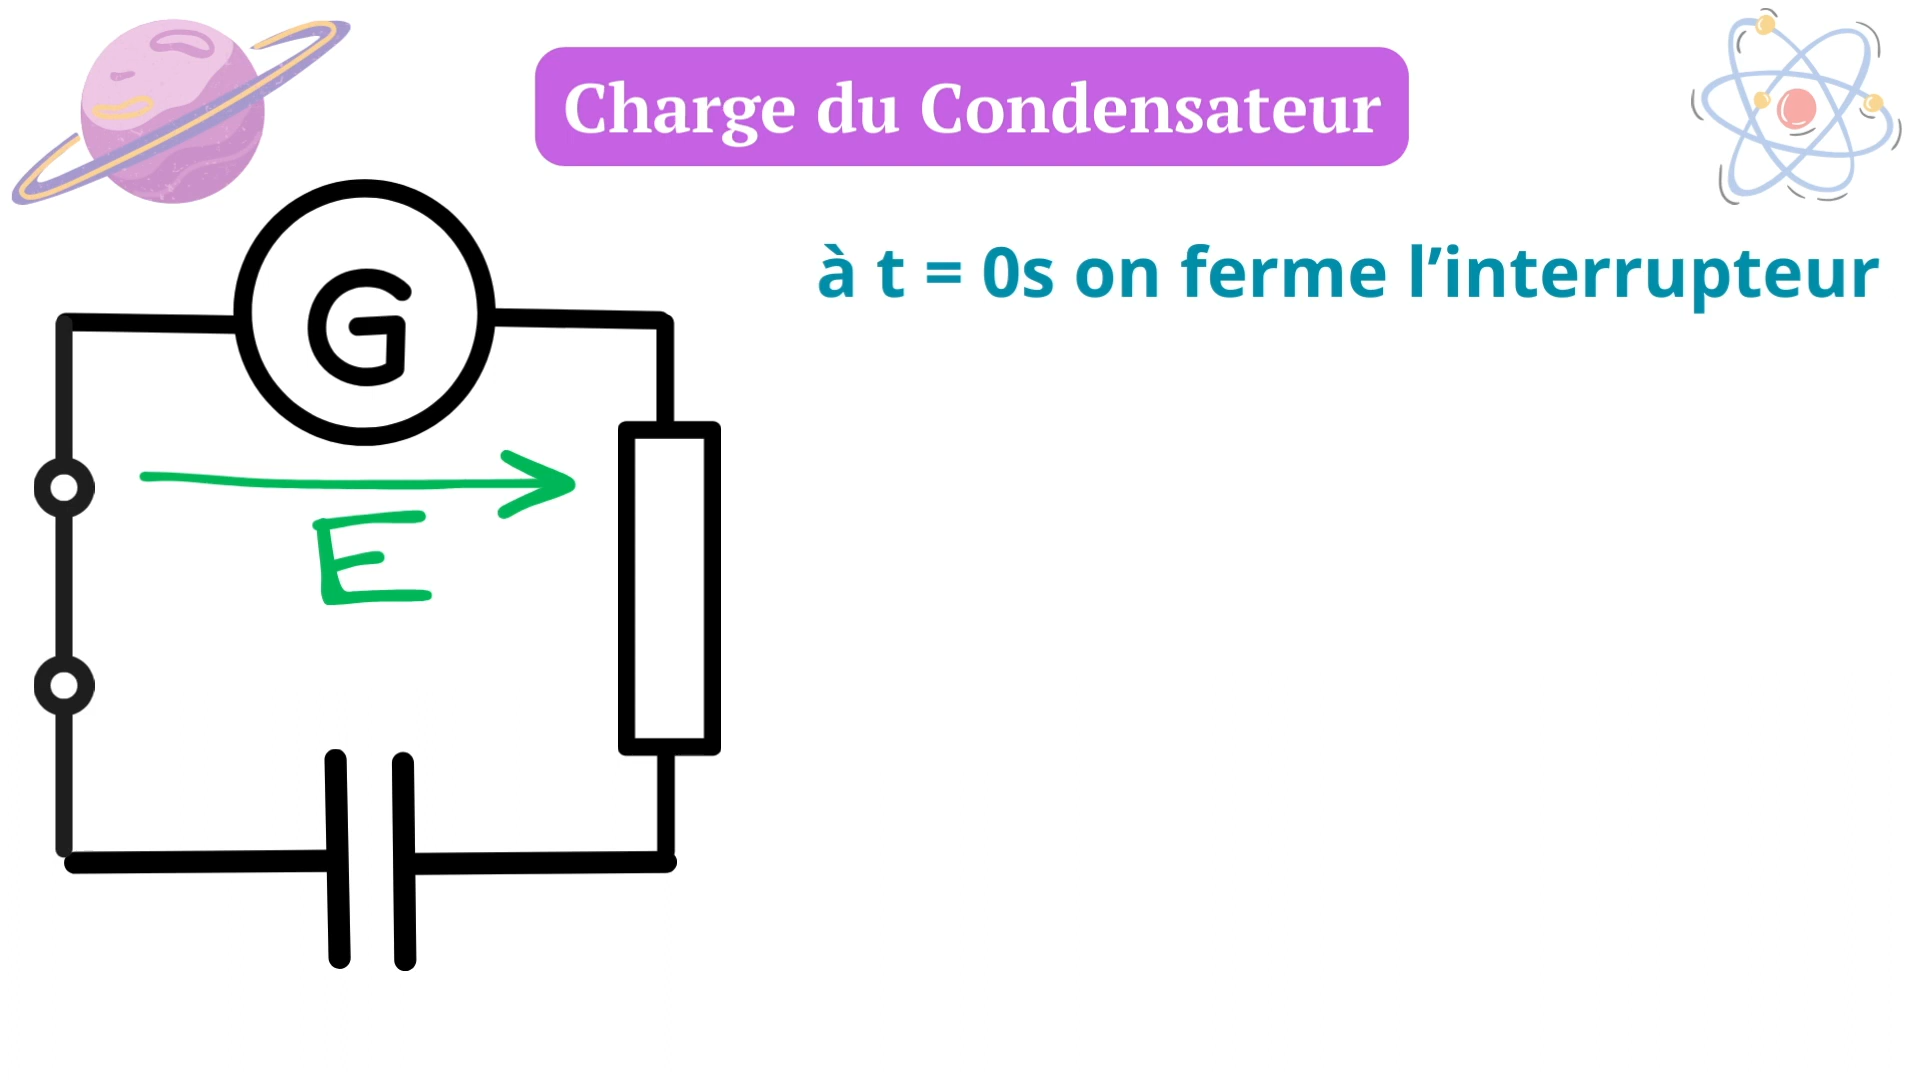 Charge du Condensateur
à t = 0s on ferme l’interrupteur
G
E